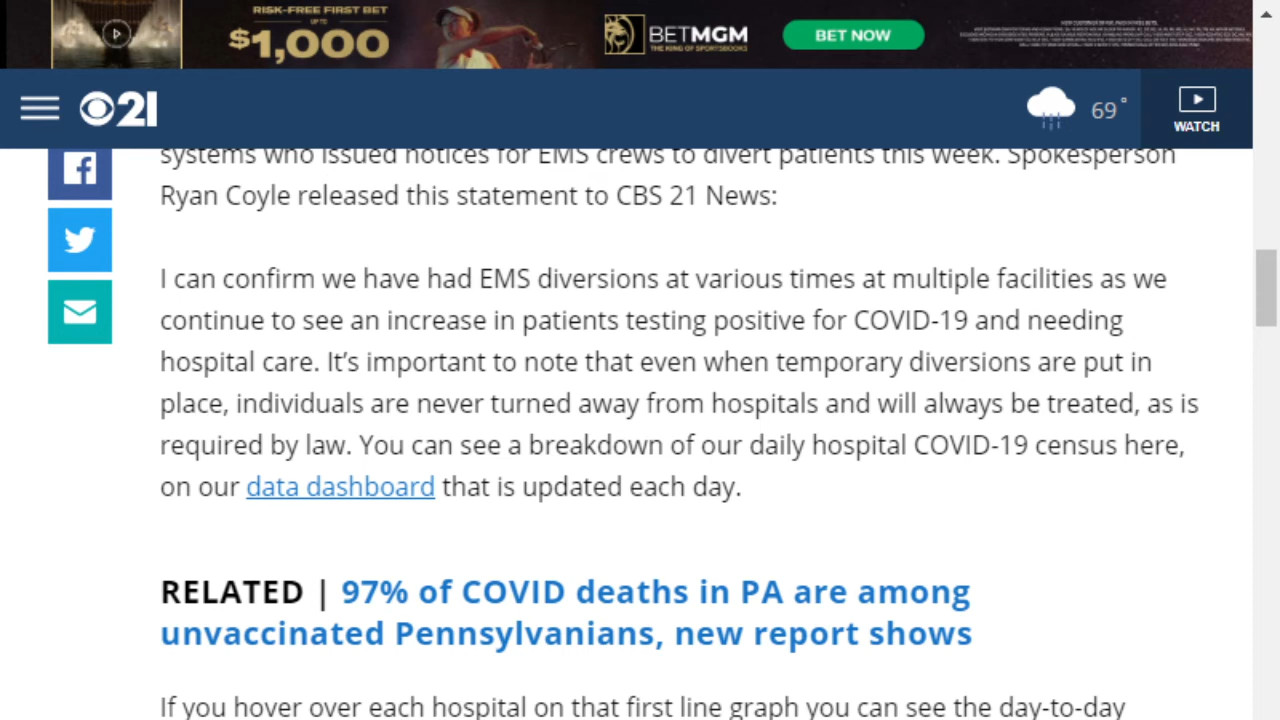 RISK-FREE FIRST BET
UP TO
$1,000
BETMGM
THE KING OF SPORTSBOOKS
BET NOW
21
69°
WATCH
systems who issued notices for EMS crews to divert patients this week. Spokesperson
Ryan Coyle released this statement to CBS 21 News:
I can confirm we have had EMS diversions at various times at multiple facilities as we
continue to see an increase in patients testing positive for COVID-19 and needing
hospital care. It’s important to note that even when temporary diversions are put in
place, individuals are never turned away from hospitals and will always be treated, as is
required by law. You can see a breakdown of our daily hospital COVID-19 census here,
on our data dashboard that is updated each day.
RELATED | 97% of COVID deaths in PA are among
unvaccinated Pennsylvanians, new report shows
If you hover over each hospital on that first line graph you can see the day-to-day